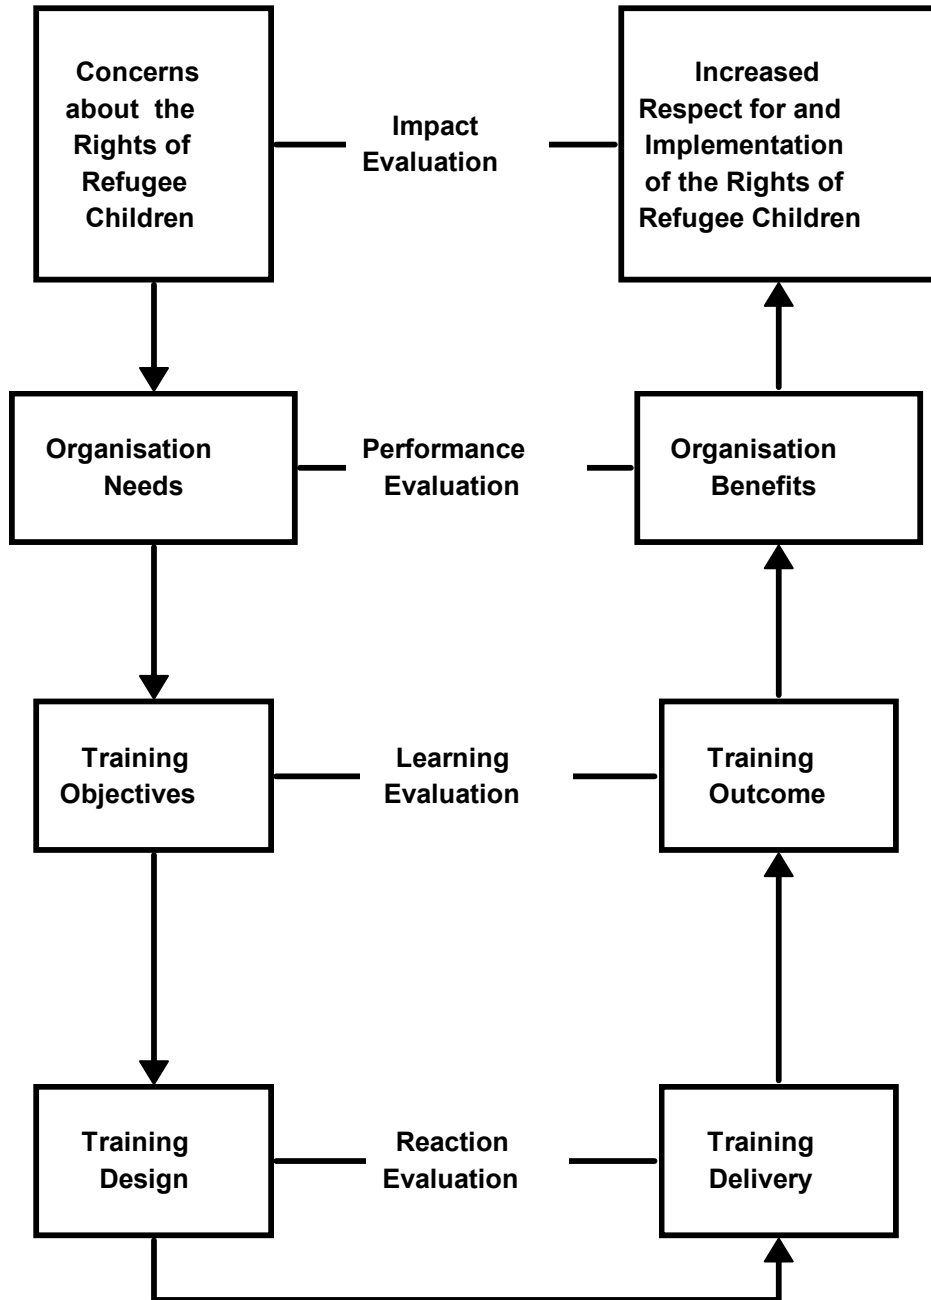 Concerns
about the
Rights of
Refugee
Children
Impact
Evaluation
Increased
Respect for and
Implementation
of the Rights of
Refugee Children
Organisation
Needs
Performance
Evaluation
Organisation
Benefits
Training
Objectives
Learning
Evaluation
Training
Outcome
Training
Design
Reaction
Evaluation
Training
Delivery